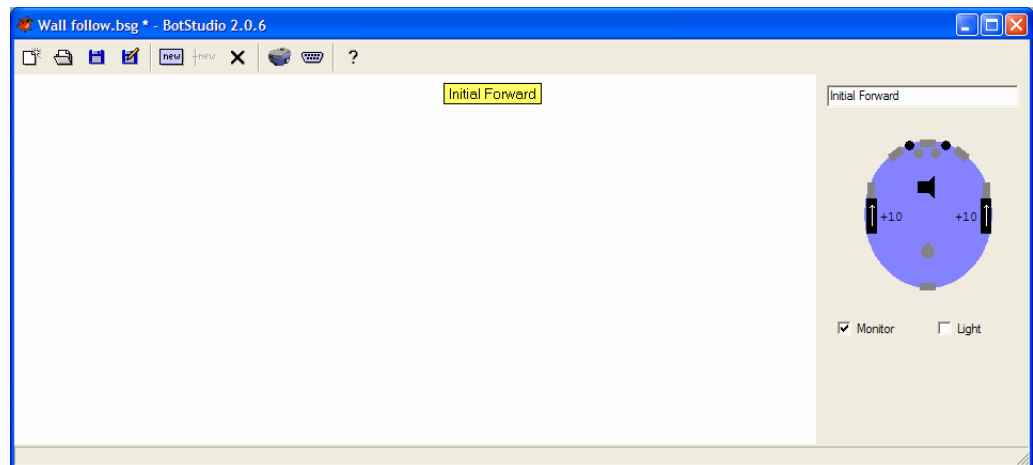 Wall follow.bsg * - BotStudio 2.0.6
new new ?
Initial Forward
Initial Forward
+10 +10
Monitor Light